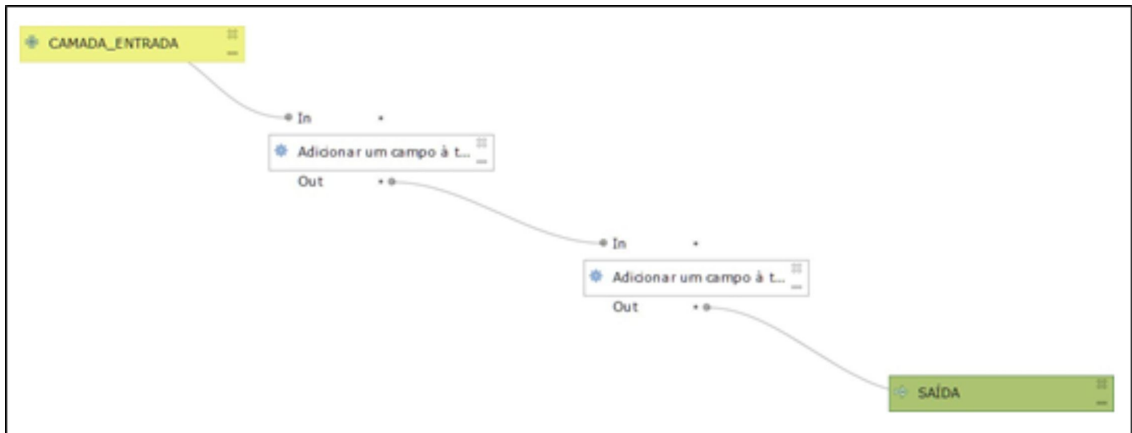 CAMADA_ENTRADA
In
Adicionar um campo à t...
Out
In
Adicionar um campo à t...
Out
SAÍDA